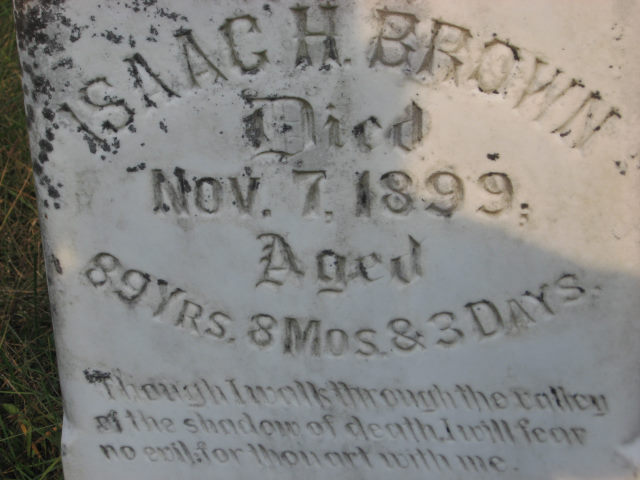 ISAAC H. BROWN
Died
Nov. 7, 1899,
Aged
89 YRS. 8 MOS. & 3 DAYS.
Though I walk through the valley
of the shadow of death, I will fear
no evil: for thou art with me.